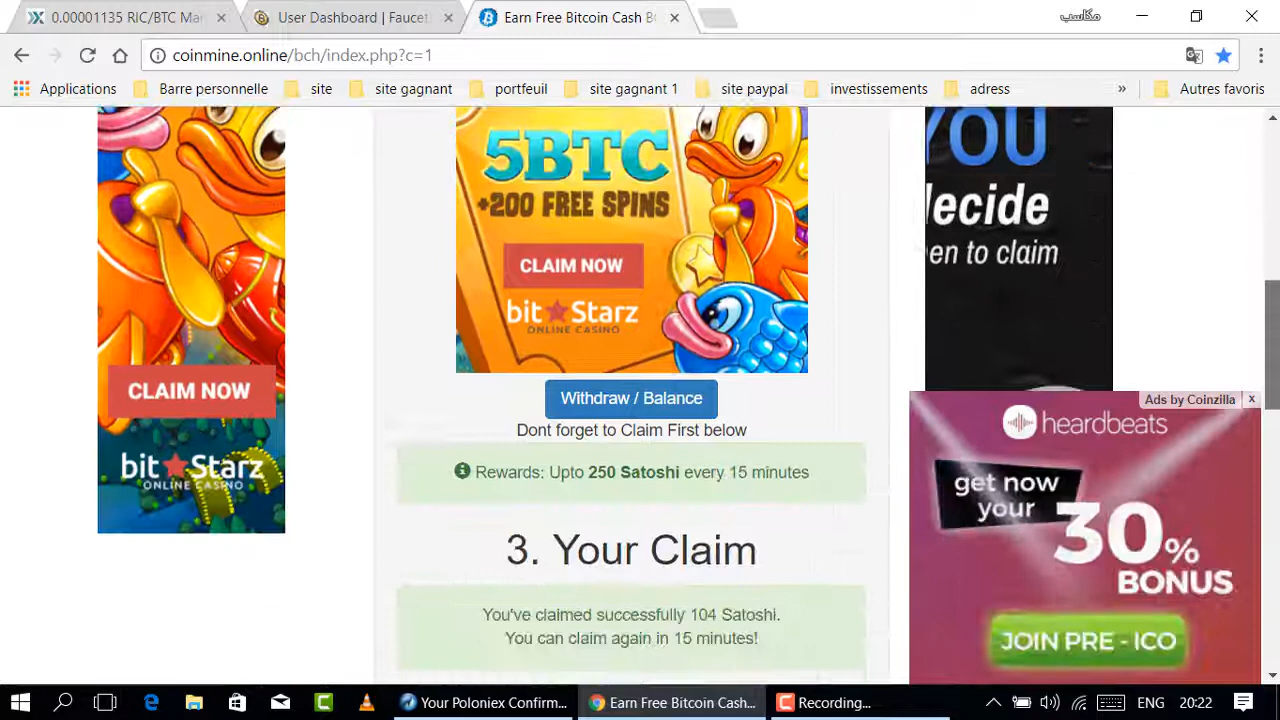 0.00001135 RIC/BTC Ma
User Dashboard | Faucet
Earn Free Bitcoin Cash B
مكاسب
coinmine.online/bch/index.php?c=1
Applications
Barre personnelle
site
site gagnant
portfeuil
site gagnant 1
site paypal
investissements
adress
»
Autres favoris
5BTC
+200 FREE SPINS
CLAIM NOW
bit Starz
ONLINE CASINO
YOU
decide
en to claim
CLAIM NOW
bit Starz
ONLINE CASINO
Withdraw / Balance
Dont forget to Claim First below
Rewards: Upto 250 Satoshi every 15 minutes
3. Your Claim
You've claimed successfully 104 Satoshi.
You can claim again in 15 minutes!
Ads by Coinzilla
x
heardbeats
get now
your
30%
BONUS
JOIN PRE - ICO
Your Poloniex Confirm...
Earn Free Bitcoin Cash...
Recording...
ENG
20:22